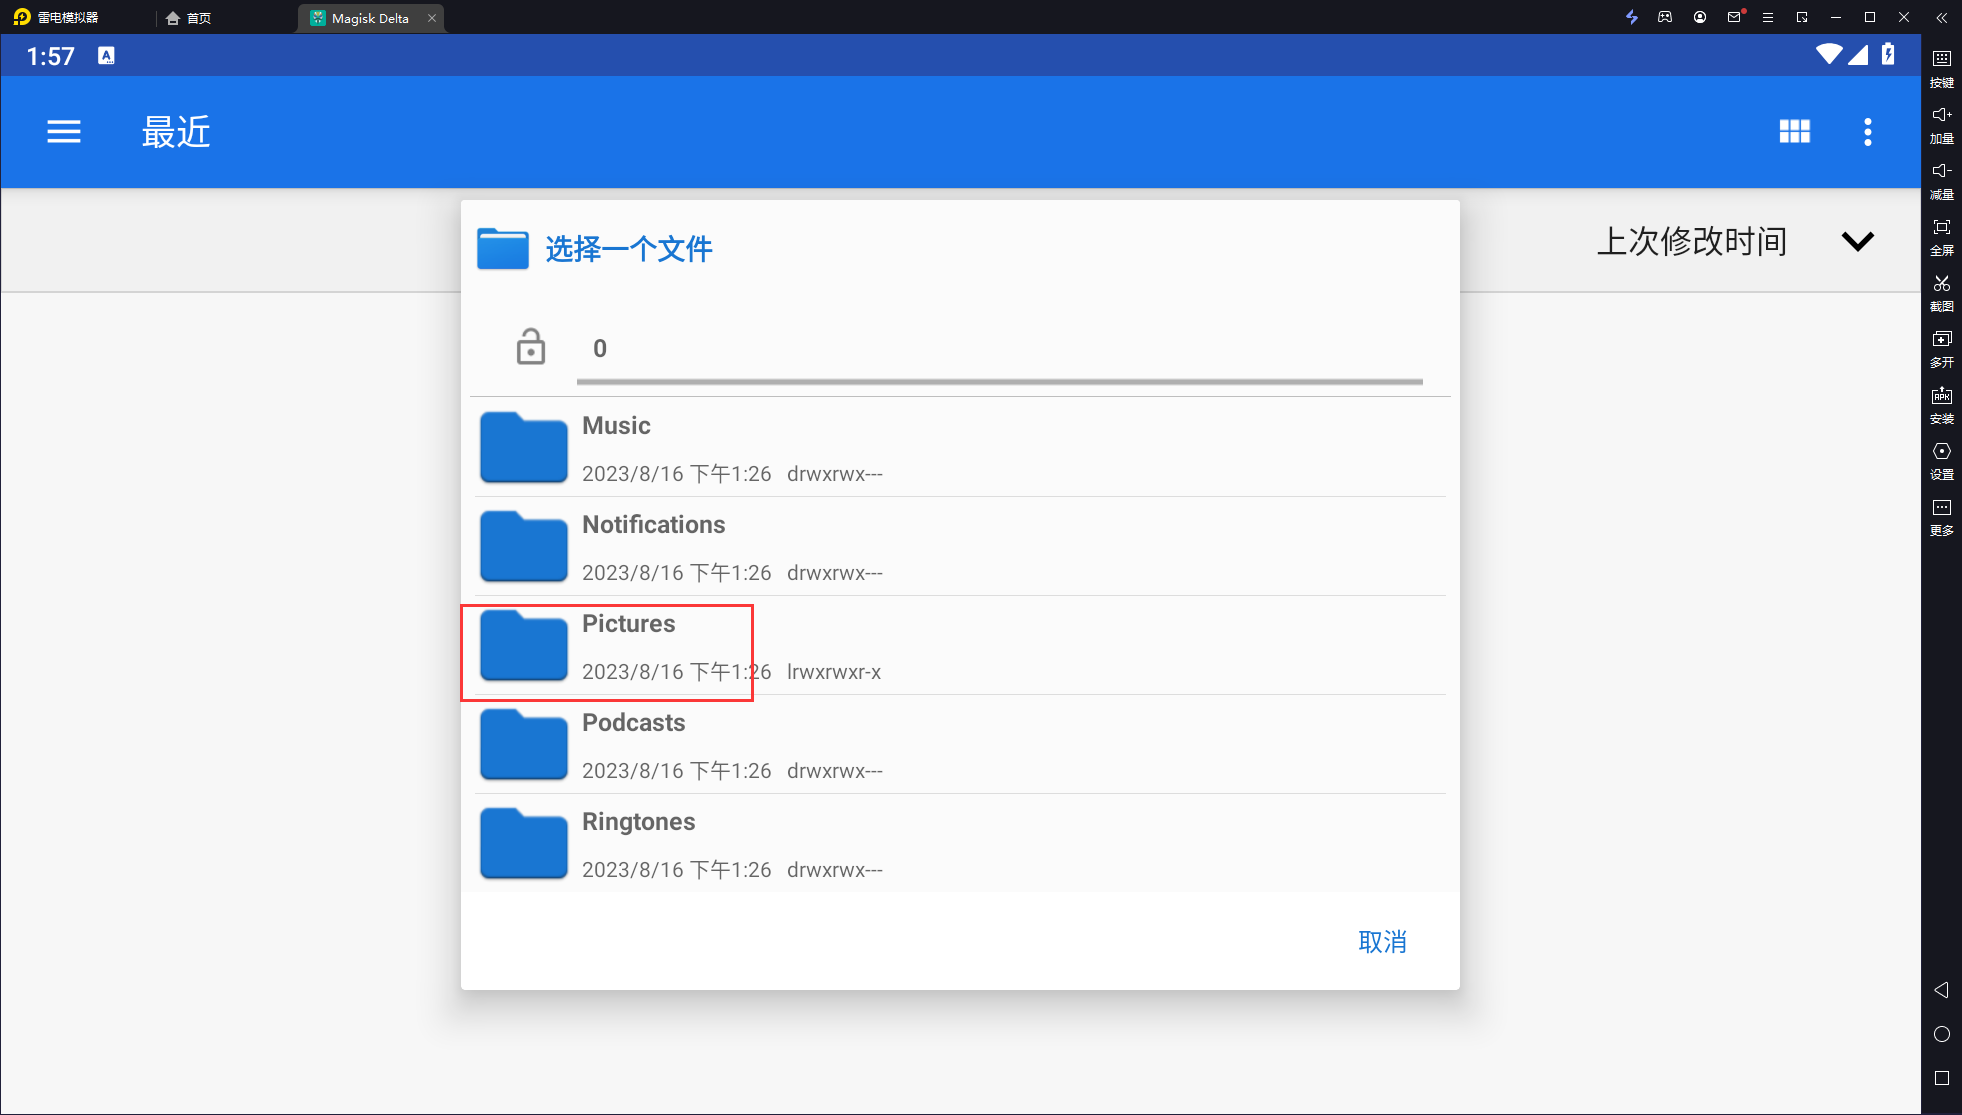 雷电模拟器
首页
Magisk Delta
1:57
A
最近
上次修改时间
选择一个文件
0
Music
2023/8/16 下午1:26 drwxrwx---
Notifications
2023/8/16 下午1:26 drwxrwx---
Pictures
2023/8/16 下午1:26 lrwxrwxr-x
Podcasts
2023/8/16 下午1:26 drwxrwx---
Ringtones
2023/8/16 下午1:26 drwxrwx---
取消
按键
加量
减量
全屏
截图
多开
APK
安装
设置
更多